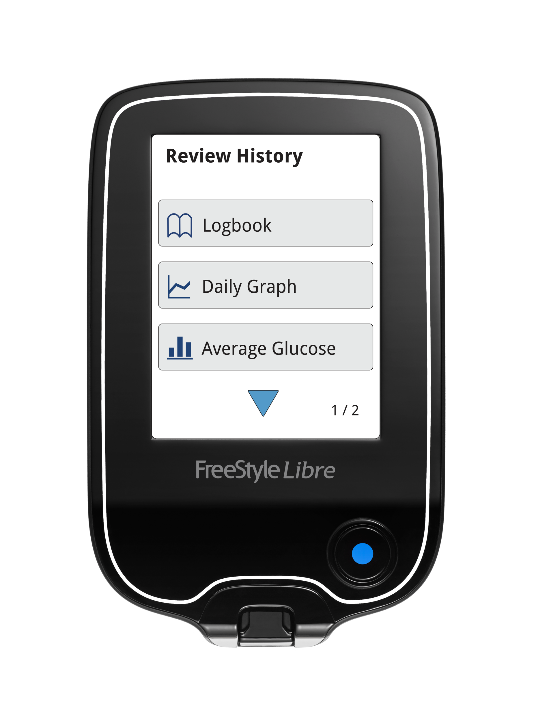 Review History
Logbook
Daily Graph
Average Glucose
1 / 2
FreeStyle Libre